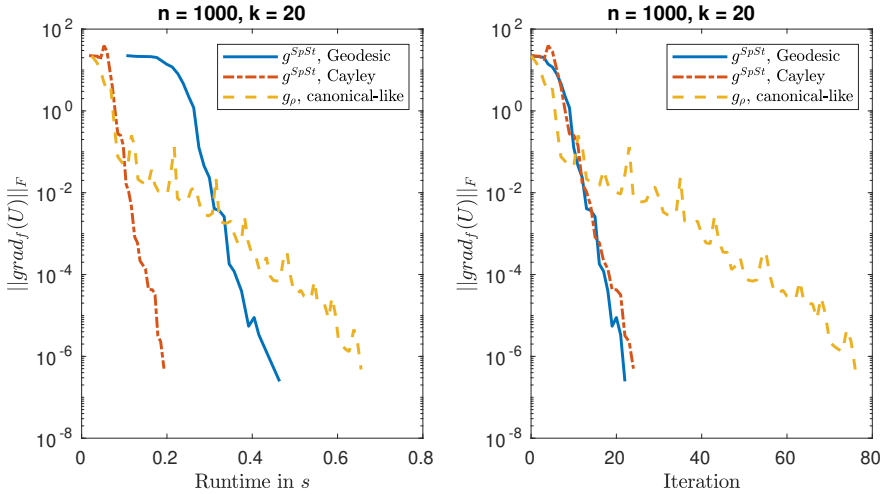 n = 1000, k = 20
||grad_f(U)||_F
10^2
10^0
10^-2
10^-4
10^-6
10^-8
0
0.2
0.4
0.6
0.8
Runtime in s
g^SpSt, Geodesic
g^SpSt, Cayley
g_ρ, canonical-like
n = 1000, k = 20
||grad_f(U)||_F
10^2
10^0
10^-2
10^-4
10^-6
10^-8
0
20
40
60
80
Iteration
g^SpSt, Geodesic
g^SpSt, Cayley
g_ρ, canonical-like